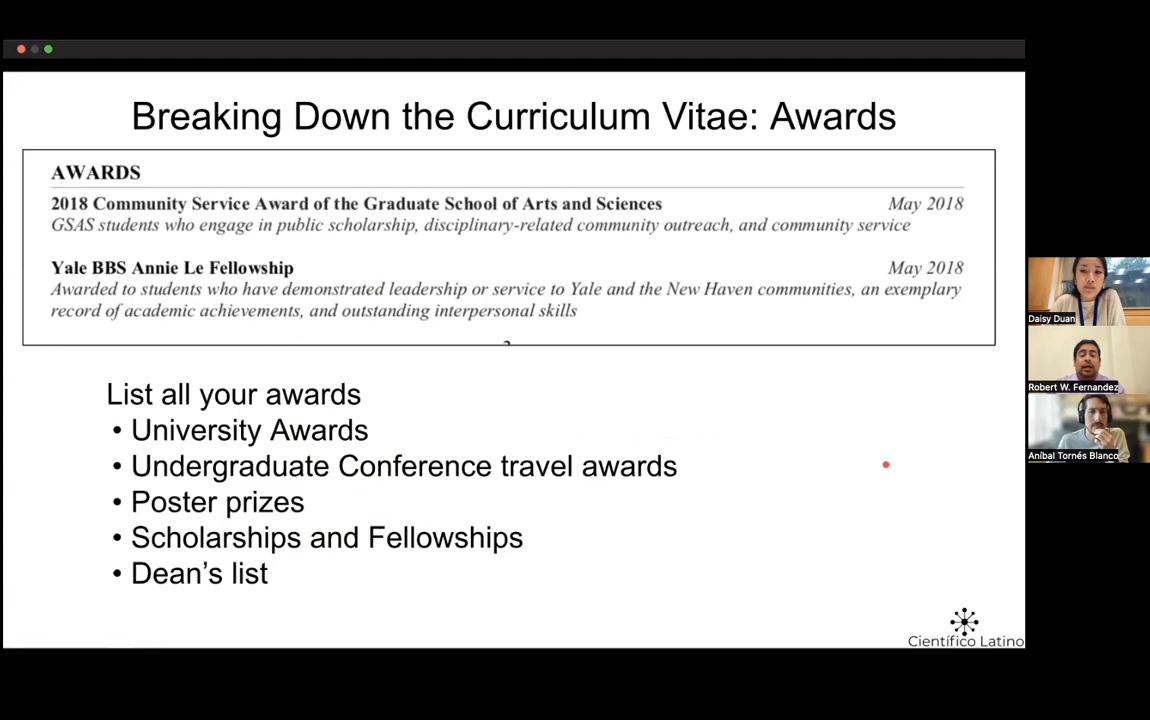 Breaking Down the Curriculum Vitae: Awards
AWARDS
2018 Community Service Award of the Graduate School of Arts and Sciences May 2018
GSAS students who engage in public scholarship, disciplinary-related community outreach, and community service
Yale BBS Annie Le Fellowship May 2018
Awarded to students who have demonstrated leadership or service to Yale and the New Haven communities, an exemplary
record of academic achievements, and outstanding interpersonal skills
List all your awards
• University Awards
• Undergraduate Conference travel awards
• Poster prizes
• Scholarships and Fellowships
• Dean’s list
Científico Latino
Daisy Duan
Robert W. Fernandez
Aníbal Tornés Blanco